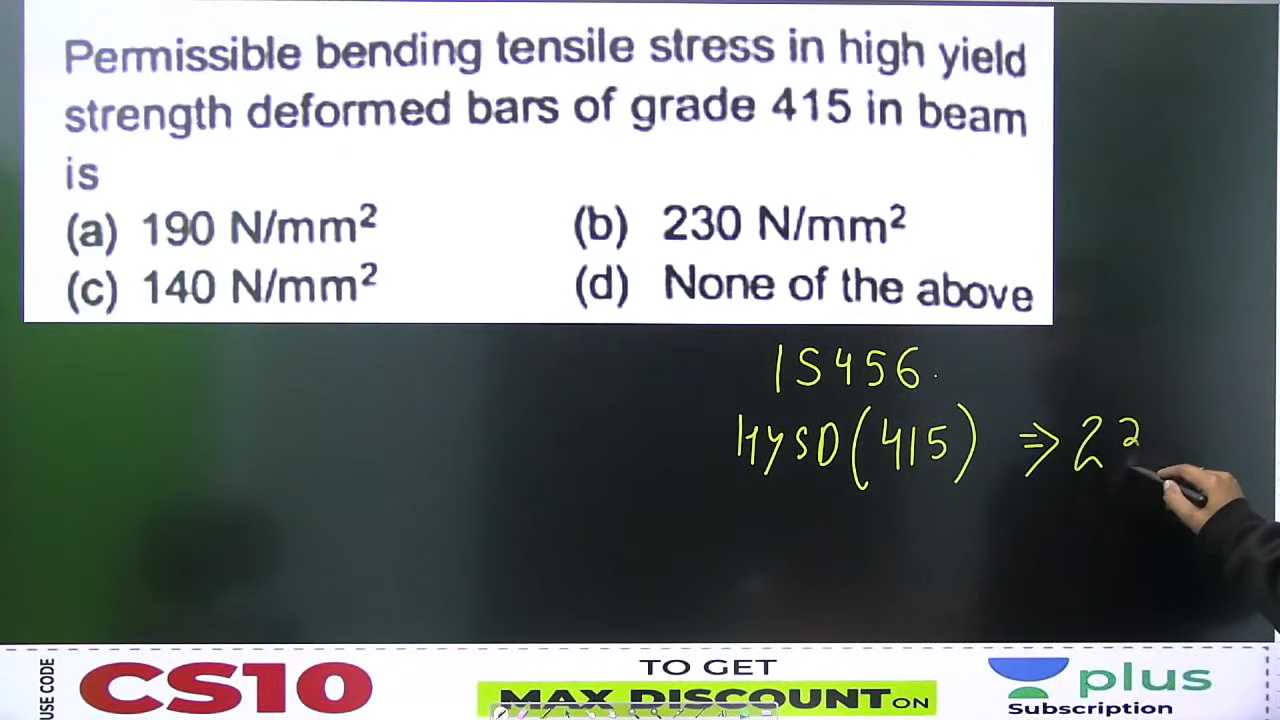 Permissible bending tensile stress in high yield
strength deformed bars of grade 415 in beam
is
(a) 190 N/mm² (b) 230 N/mm²
(c) 140 N/mm² (d) None of the above
IS456.
HYSD(415) ⇒ 2
USE CODE
CS10
TO GET
MAX DISCOUNT ON
plus
Subscription